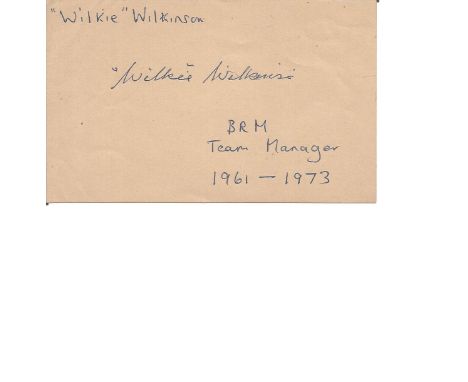 "Wilkie" Wilkinson
"Wilkie" Wilkinson
BRM
Team Manager
1961 — 1973